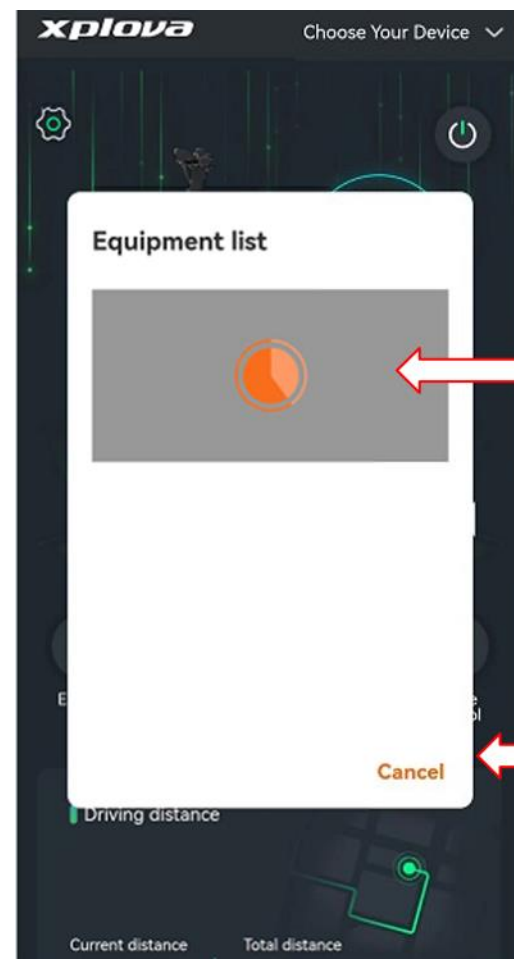 xplova
Choose Your Device
Equipment list
Cancel
Driving distance
Current distance
Total distance